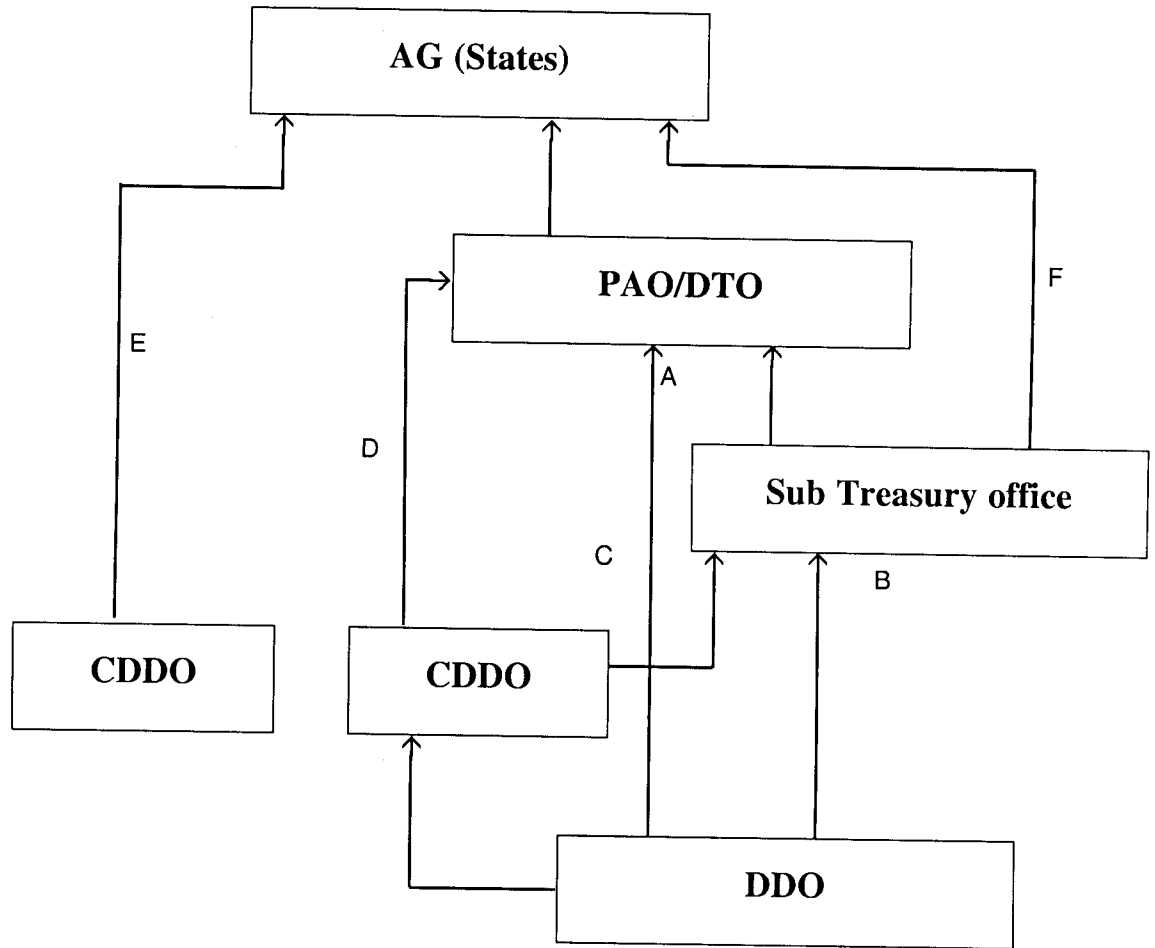 AG (States)
PAO/DTO
F
E
A
D
Sub Treasury office
C
B
CDDO
CDDO
DDO